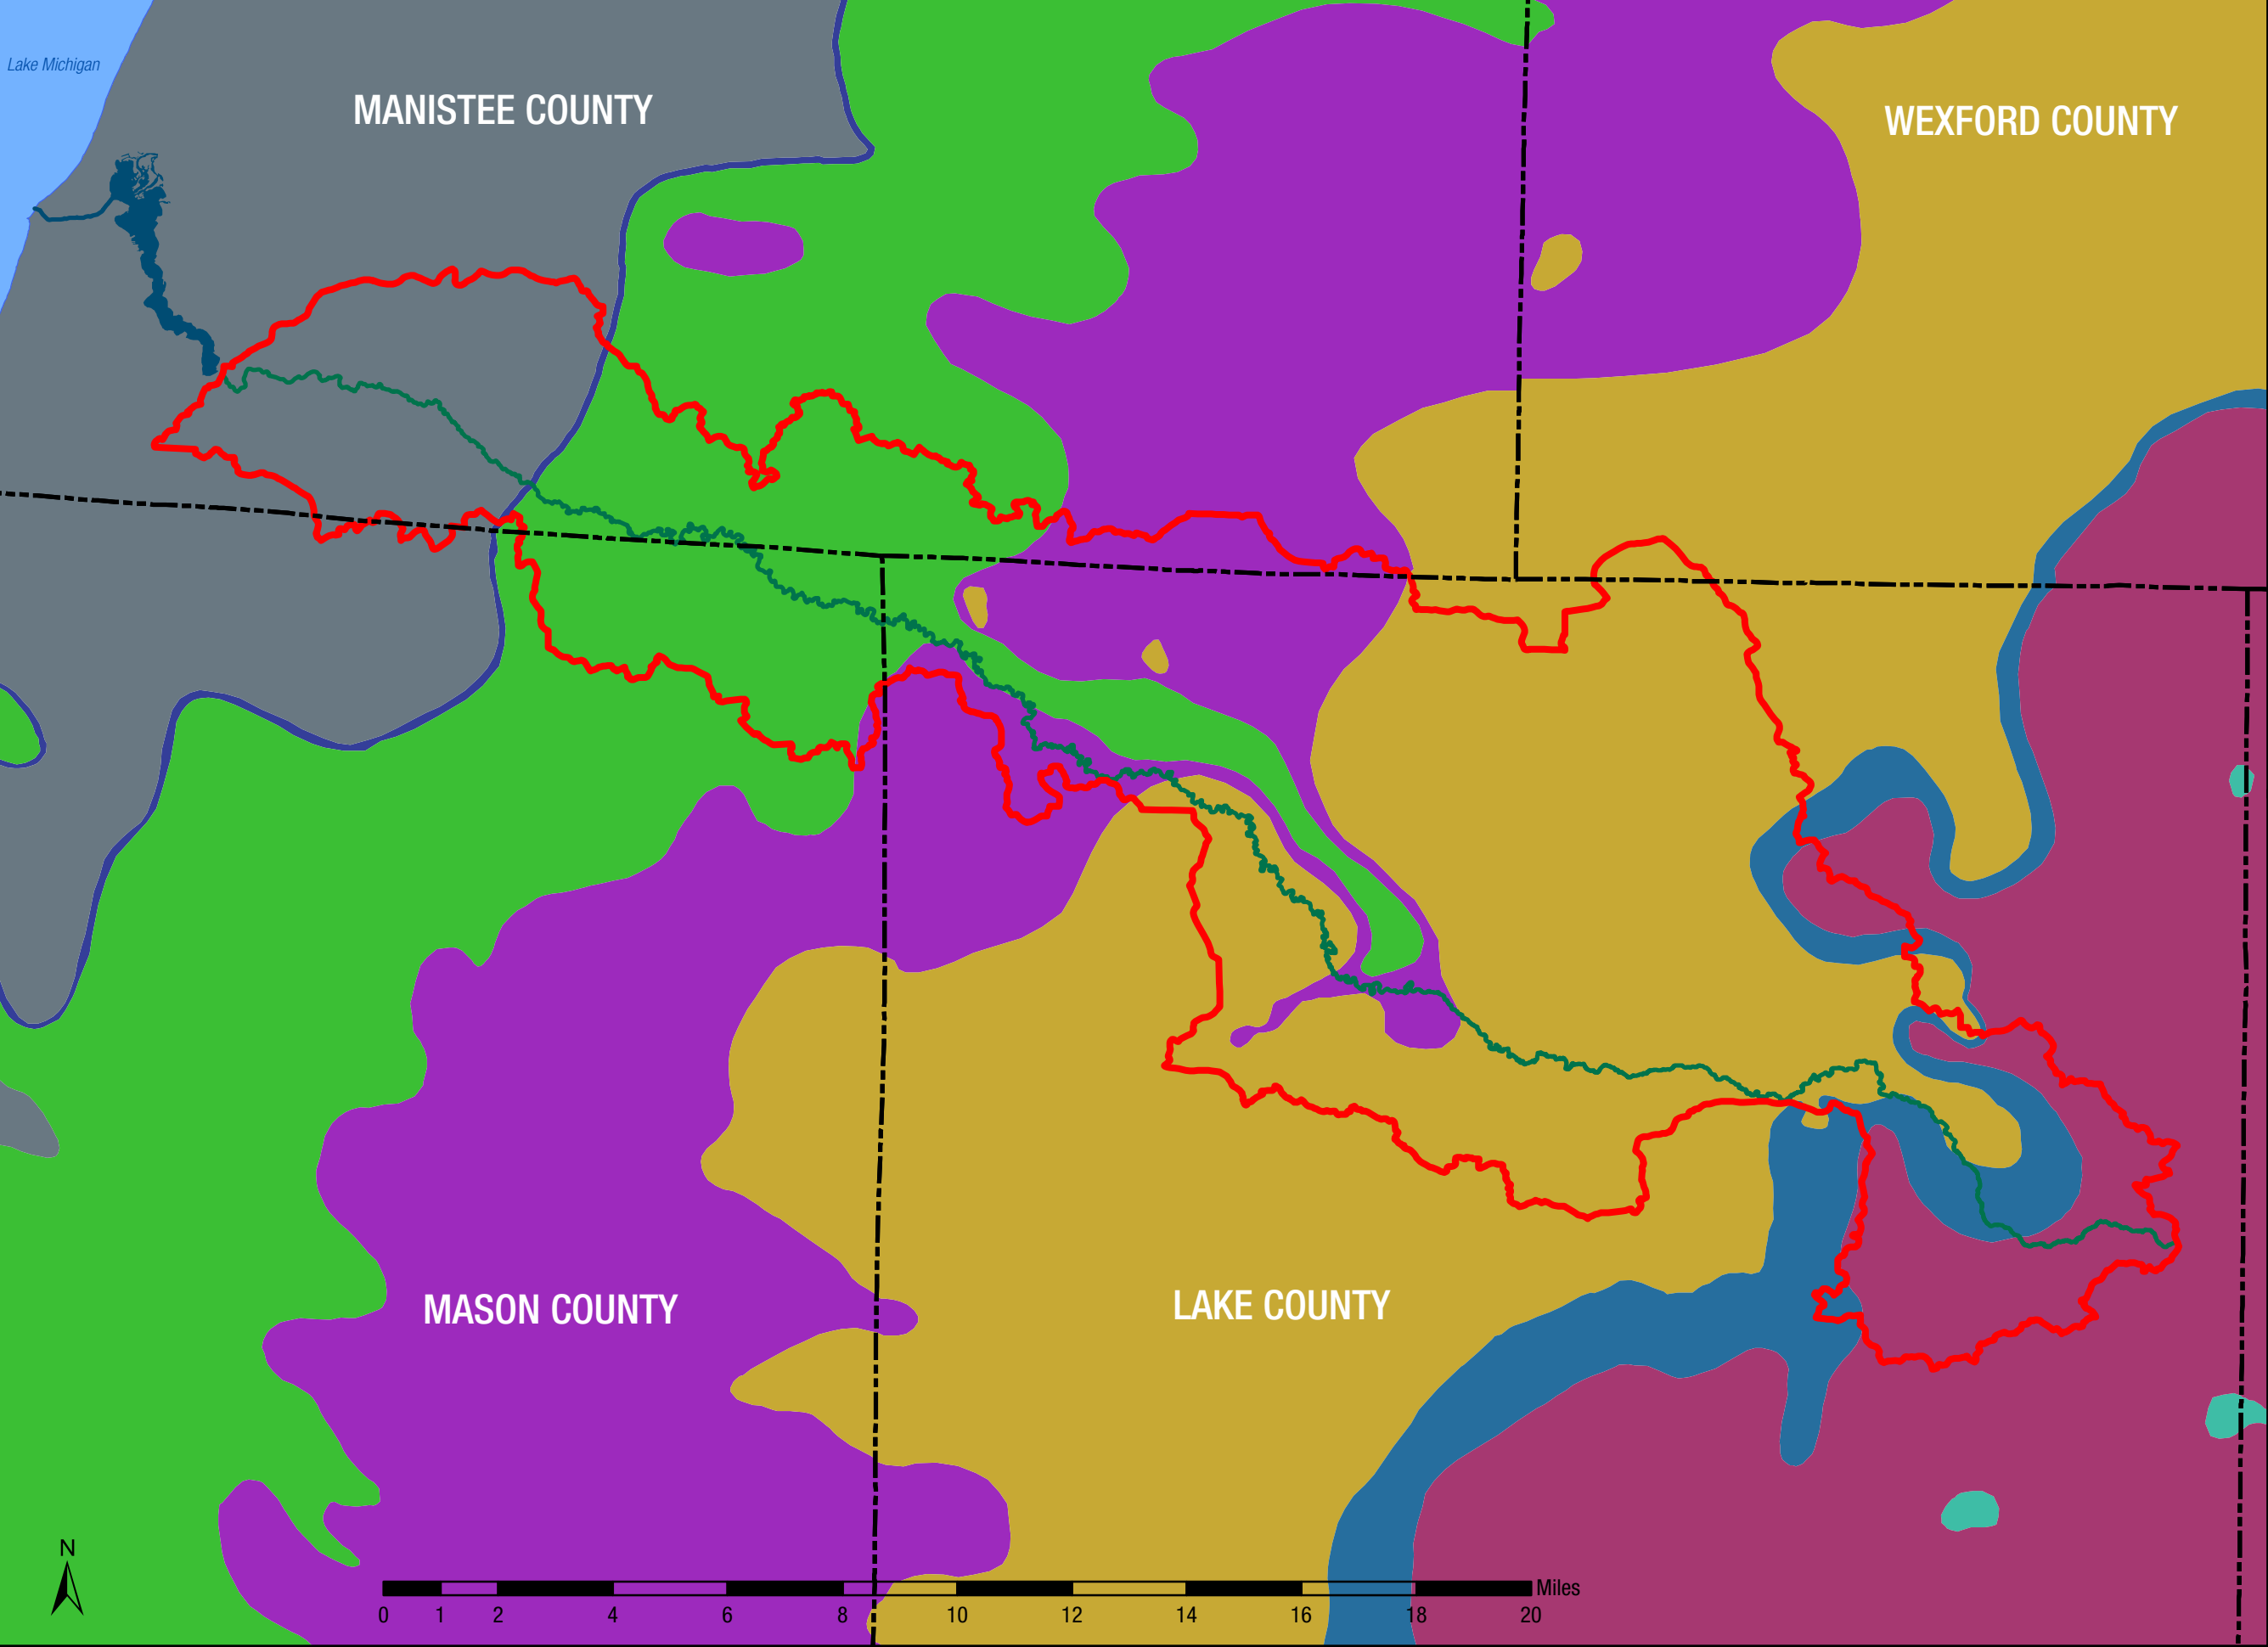 Lake Michigan
MANISTEE COUNTY
WEXFORD COUNTY
MASON COUNTY
LAKE COUNTY
N
Miles
0 1 2 4 6 8 10 12 14 16 18 20